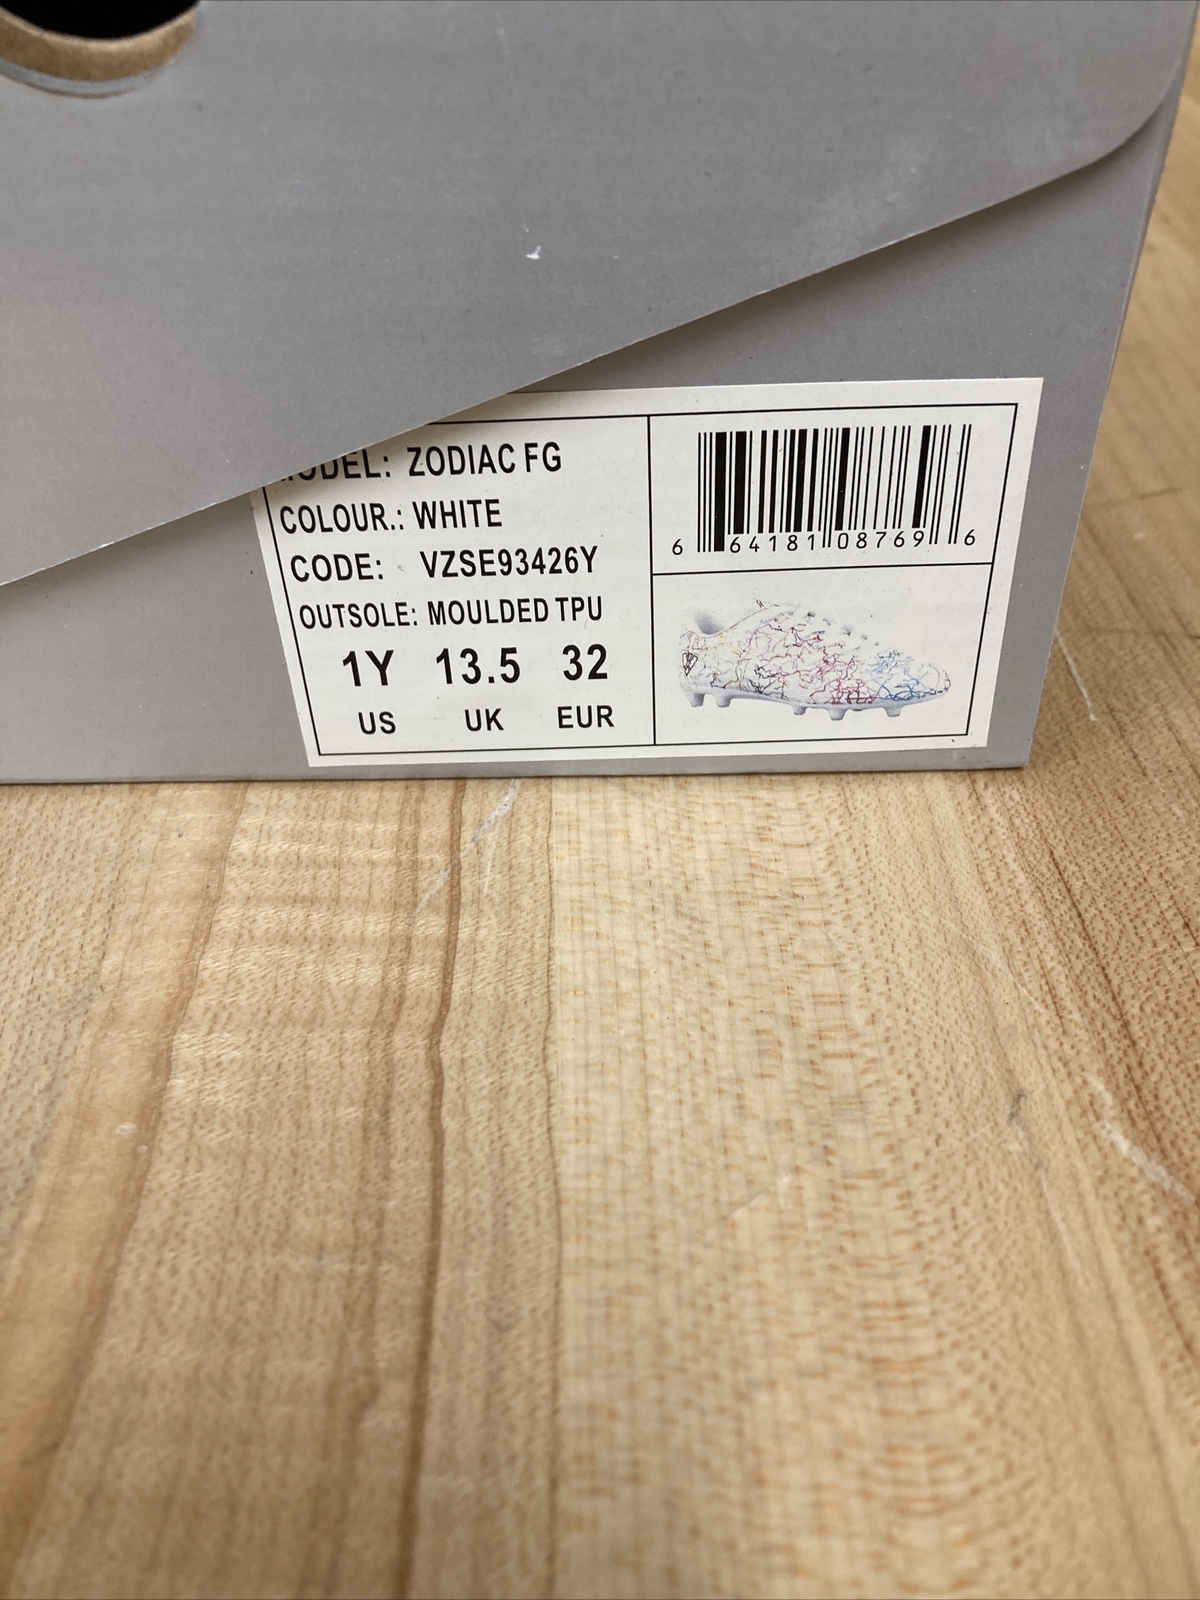 MODEL: ZODIAC FG
COLOUR.: WHITE
CODE: VZSE93426Y
OUTSOLE: MOULDED TPU
1Y 13.5 32
US UK EUR
6 64181 08769 6